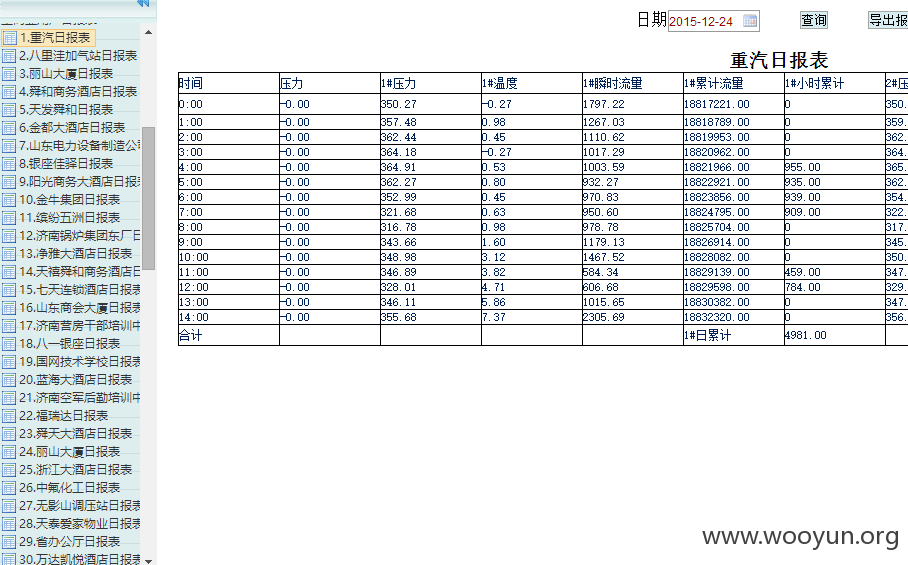 1.重汽日报表
2.八里洼加气站日报表
3.丽山大厦日报表
4.舜和商务酒店日报表
5.天发舜和日报表
6.金都大酒店日报表
7.山东电力设备制造公
8.银座佳驿日报表
9.阳光商务大酒店日报
10.金牛集团日报表
11.缤纷五洲日报表
12.济南锅炉集团东厂日
13.净雅大酒店日报表
14.天禧舜和商务酒店日
15.七天连锁酒店日报表
16.山东商会大厦日报表
17.济南营房干部培训中
18.八一银座日报表
19.国网技术学校日报表
20.蓝海大酒店日报表
21.济南空军后勤培训中
22.福瑞达日报表
23.舜天大酒店日报表
24.丽山大厦日报表
25.浙江大酒店日报表
26.中氟化工日报表
27.无影山调压站日报表
28.天泰爱家物业日报表
29.省办公厅日报表
30.万达凯悦酒店日报表
日期 2015-12-24 查询 导出报
重汽日报表
时间 压力 1#压力 1#温度 1#瞬时流量 1#累计流量 1#小时累计 2#压
0:00 -0.00 350.27 -0.27 1797.22 18817221.00 0 350.
1:00 -0.00 357.48 0.98 1267.03 18818789.00 0 359.
2:00 -0.00 362.44 0.45 1110.62 18819953.00 0 362.
3:00 -0.00 364.18 -0.27 1017.29 18820962.00 0 364.
4:00 -0.00 364.91 0.53 1003.59 18821966.00 955.00 365.
5:00 -0.00 362.27 0.80 932.27 18822921.00 935.00 362.
6:00 -0.00 352.99 0.45 970.83 18823856.00 939.00 354.
7:00 -0.00 321.68 0.63 950.60 18824795.00 909.00 322.
8:00 -0.00 316.78 0.98 978.78 18825704.00 0 317.
9:00 -0.00 343.66 1.60 1179.13 18826914.00 0 345.
10:00 -0.00 348.98 3.12 1467.52 18828082.00 0 350.
11:00 -0.00 346.89 3.82 584.34 18829139.00 459.00 347.
12:00 -0.00 328.01 4.71 606.68 18829598.00 784.00 329.
13:00 -0.00 346.11 5.86 1015.65 18830382.00 0 347.
14:00 -0.00 355.68 7.37 2305.69 18832320.00 0 356.
合计 1#日累计 4981.00
www.wooyun.org